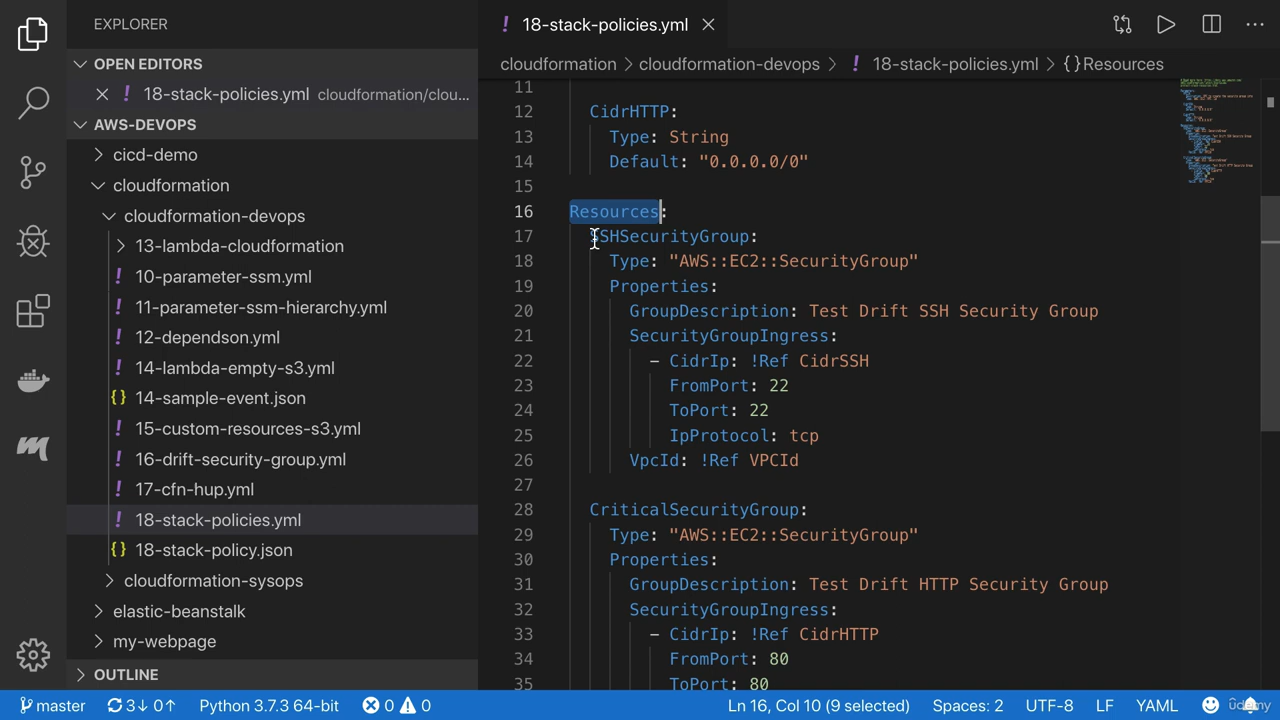 EXPLORER
OPEN EDITORS
! 18-stack-policies.yml cloudformation/clou...
AWS-DEVOPS
cicd-demo
cloudformation
cloudformation-devops
13-lambda-cloudformation
! 10-parameter-ssm.yml
! 11-parameter-ssm-hierarchy.yml
! 12-dependson.yml
! 14-lambda-empty-s3.yml
{} 14-sample-event.json
! 15-custom-resources-s3.yml
! 16-drift-security-group.yml
! 17-cfn-hup.yml
! 18-stack-policies.yml
{} 18-stack-policy.json
cloudformation-sysops
elastic-beanstalk
my-webpage
OUTLINE
! 18-stack-policies.yml
cloudformation > cloudformation-devops > ! 18-stack-policies.yml > {} Resources
11
12 CidrHTTP:
13 Type: String
14 Default: "0.0.0.0/0"
15
16 Resources:
17 SSHSecurityGroup:
18 Type: "AWS::EC2::SecurityGroup"
19 Properties:
20 GroupDescription: Test Drift SSH Security Group
21 SecurityGroupIngress:
22 - CidrIp: !Ref CidrSSH
23 FromPort: 22
24 ToPort: 22
25 IpProtocol: tcp
26 VpcId: !Ref VPCId
27
28 CriticalSecurityGroup:
29 Type: "AWS::EC2::SecurityGroup"
30 Properties:
31 GroupDescription: Test Drift HTTP Security Group
32 SecurityGroupIngress:
33 - CidrIp: !Ref CidrHTTP
34 FromPort: 80
35 ToPort: 80
master 3↓ 0↑ Python 3.7.3 64-bit 0 0 Ln 16, Col 10 (9 selected) Spaces: 2 UTF-8 LF YAML
udemy